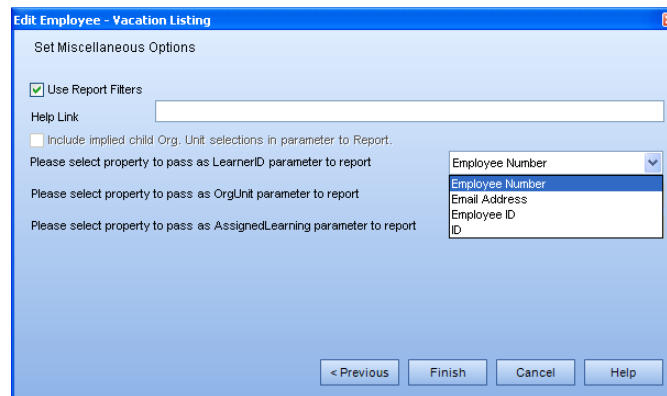 Edit Employee - Vacation Listing
Set Miscellaneous Options
Use Report Filters
Help Link
Include implied child Org. Unit selections in parameter to Report.
Please select property to pass as LearnerID parameter to report Employee Number
Employee Number
Email Address
Please select property to pass as OrgUnit parameter to report Employee ID
ID
Please select property to pass as AssignedLearning parameter to report
< Previous Finish Cancel Help